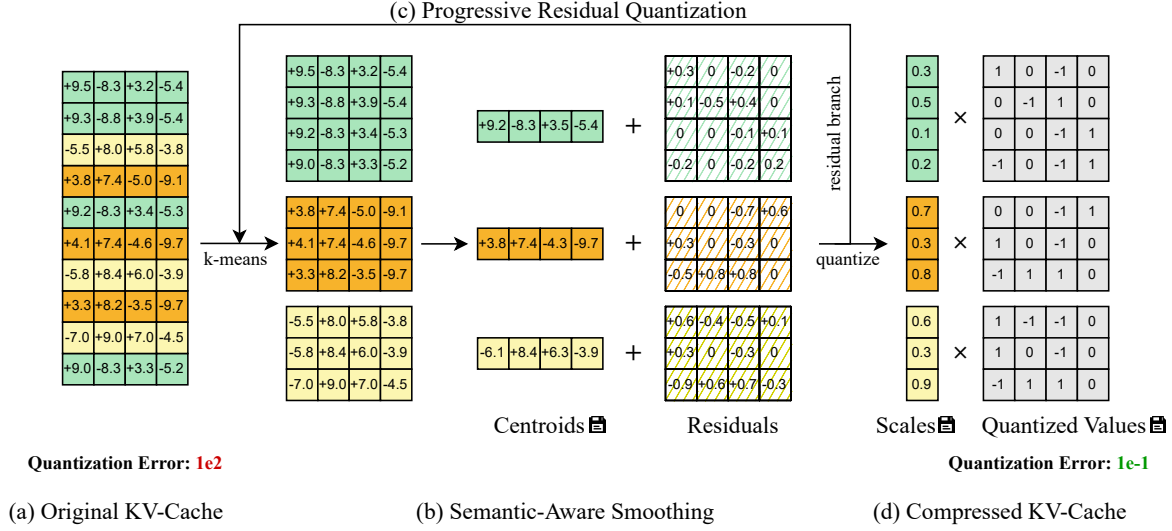 (c) Progressive Residual Quantization
+9.5 -8.3 +3.2 -5.4
+9.3 -8.8 +3.9 -5.4
-5.5 +8.0 +5.8 -3.8
+3.8 +7.4 -5.0 -9.1
+9.2 -8.3 +3.4 -5.3
+4.1 +7.4 -4.6 -9.7
-5.8 +8.4 +6.0 -3.9
+3.3 +8.2 -3.5 -9.7
-7.0 +9.0 +7.0 -4.5
+9.0 -8.3 +3.3 -5.2
k-means
+9.5 -8.3 +3.2 -5.4
+9.3 -8.8 +3.9 -5.4
+9.2 -8.3 +3.4 -5.3
+9.0 -8.3 +3.3 -5.2
+3.8 +7.4 -5.0 -9.1
+4.1 +7.4 -4.6 -9.7
+3.3 +8.2 -3.5 -9.7
-5.5 +8.0 +5.8 -3.8
-5.8 +8.4 +6.0 -3.9
-7.0 +9.0 +7.0 -4.5
+9.2 -8.3 +3.5 -5.4
+
+3.8 +7.4 -4.3 -9.7
+
-6.1 +8.4 +6.3 -3.9
+
Centroids
+0.3 0 -0.2 0
+0.1 -0.5 +0.4 0
0 0 -0.1 +0.1
-0.2 0 -0.2 0.2
0 0 -0.7 +0.6
+0.3 0 -0.3 0
-0.5 +0.8 +0.8 0
+0.6 -0.4 -0.5 +0.1
+0.3 0 -0.3 0
-0.9 +0.6 +0.7 -0.3
Residuals
residual branch
quantize
0.3
0.5
0.1
0.2
0.7
0.3
0.8
0.6
0.3
0.9
Scales
×
×
×
1 0 -1 0
0 -1 1 0
0 0 -1 1
-1 0 -1 1
0 0 -1 1
1 0 -1 0
-1 1 1 0
1 -1 -1 0
1 0 -1 0
-1 1 1 0
Quantized Values
Quantization Error: 1e2
Quantization Error: 1e-1
(a) Original KV-Cache
(b) Semantic-Aware Smoothing
(d) Compressed KV-Cache